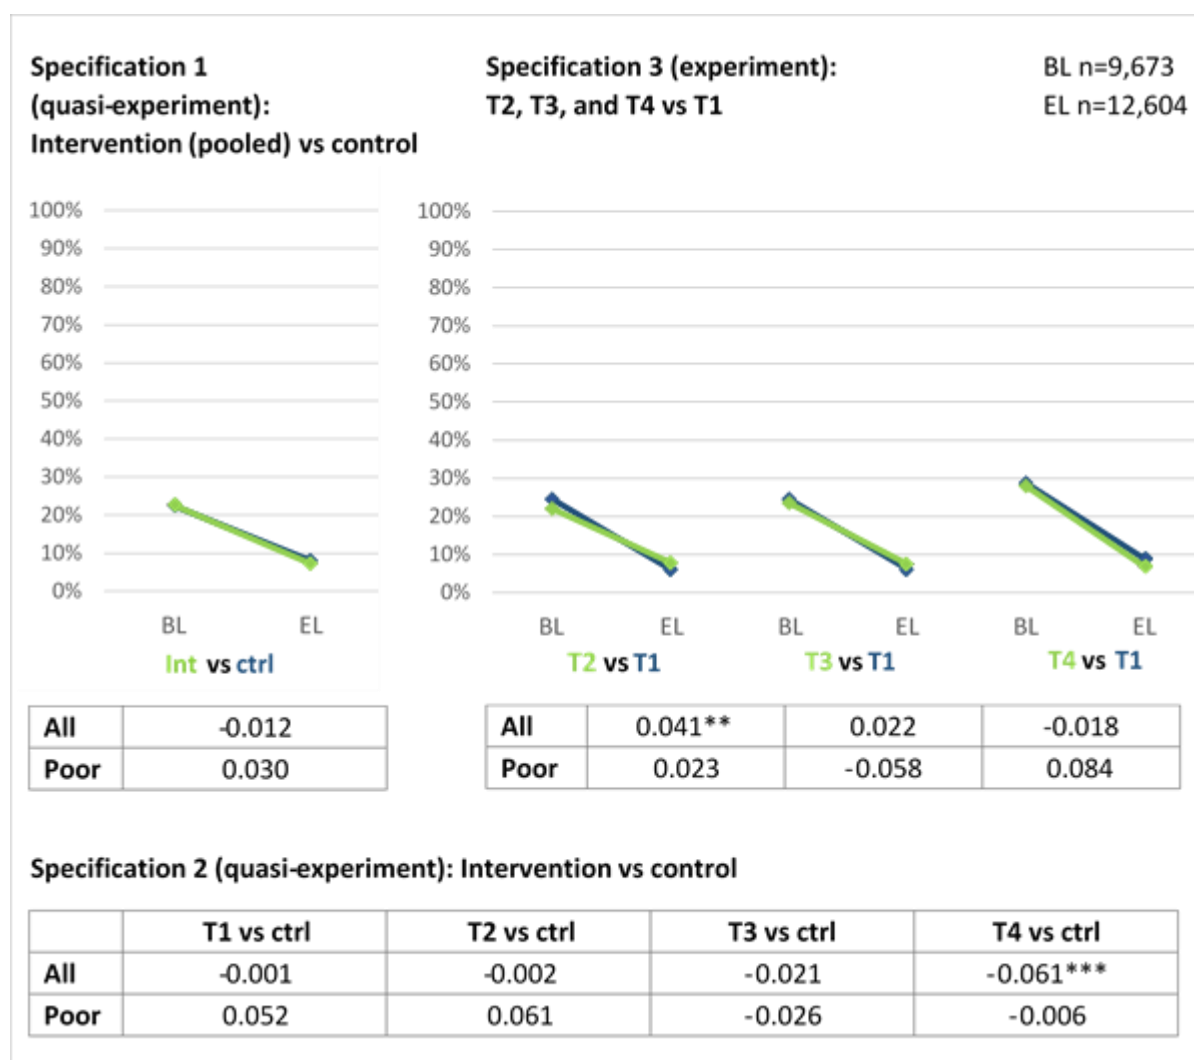 Specification 1
(quasi-experiment):
Intervention (pooled) vs control
Specification 3 (experiment):
T2, T3, and T4 vs T1
BL n=9,673
EL n=12,604
100%
90%
80%
70%
60%
50%
40%
30%
20%
10%
0%
BL EL
Int vs ctrl
100%
90%
80%
70%
60%
50%
40%
30%
20%
10%
0%
BL EL BL EL BL EL
T2 vs T1 T3 vs T1 T4 vs T1
All -0.012
Poor 0.030
All 0.041** 0.022 -0.018
Poor 0.023 -0.058 0.084
Specification 2 (quasi-experiment): Intervention vs control
T1 vs ctrl T2 vs ctrl T3 vs ctrl T4 vs ctrl
All -0.001 -0.002 -0.021 -0.061***
Poor 0.052 0.061 -0.026 -0.006